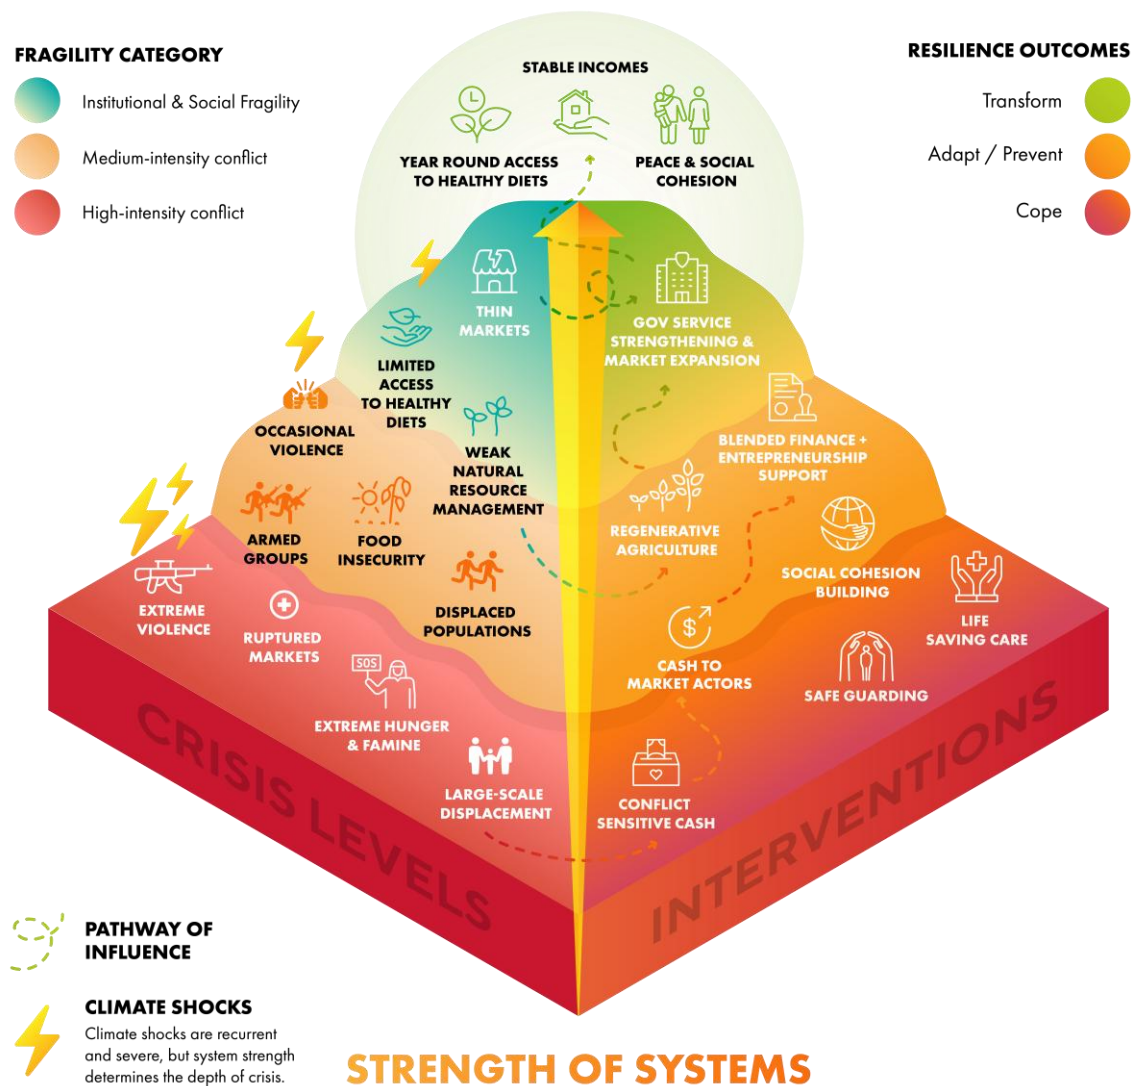 FRAGILITY CATEGORY
Institutional & Social Fragility
Medium-intensity conflict
High-intensity conflict
RESILIENCE OUTCOMES
Transform
Adapt / Prevent
Cope
STABLE INCOMES
YEAR ROUND ACCESS
TO HEALTHY DIETS
PEACE & SOCIAL
COHESION
THIN
MARKETS
LIMITED
ACCESS
TO HEALTHY
DIETS
WEAK
NATURAL
RESOURCE
MANAGEMENT
OCCASIONAL
VIOLENCE
ARMED
GROUPS
FOOD
INSECURITY
DISPLACED
POPULATIONS
EXTREME
VIOLENCE
RUPTURED
MARKETS
SOS
EXTREME HUNGER
& FAMINE
LARGE-SCALE
DISPLACEMENT
GOV SERVICE
STRENGTHENING &
MARKET EXPANSION
BLENDED FINANCE +
ENTREPRENEURSHIP
SUPPORT
REGENERATIVE
AGRICULTURE
SOCIAL COHESION
BUILDING
$
CASH TO
MARKET ACTORS
LIFE
SAVING CARE
SAFE GUARDING
CONFLICT
SENSITIVE CASH
CRISIS LEVELS
INTERVENTIONS
PATHWAY OF
INFLUENCE
CLIMATE SHOCKS
Climate shocks are recurrent
and severe, but system strength
determines the depth of crisis.
STRENGTH OF SYSTEMS